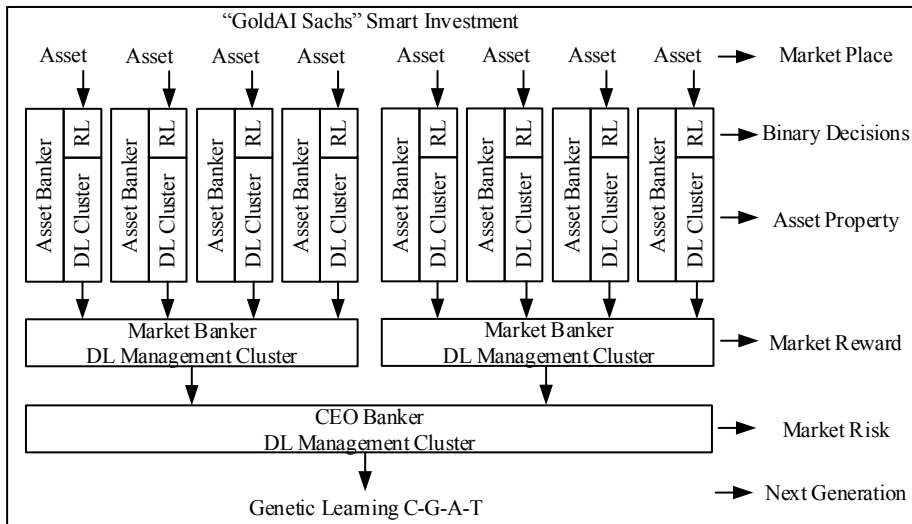 “GoldAI Sachs” Smart Investment
Asset Asset Asset Asset Asset Asset Asset Asset Market Place
Asset Banker RL DL Cluster
Asset Banker RL DL Cluster
Asset Banker RL DL Cluster
Asset Banker RL DL Cluster
Asset Banker RL DL Cluster
Asset Banker RL DL Cluster
Asset Banker RL DL Cluster
Asset Banker RL DL Cluster
Binary Decisions
Asset Property
Market Banker
DL Management Cluster
Market Banker
DL Management Cluster
Market Reward
CEO Banker
DL Management Cluster
Market Risk
Genetic Learning C-G-A-T
Next Generation